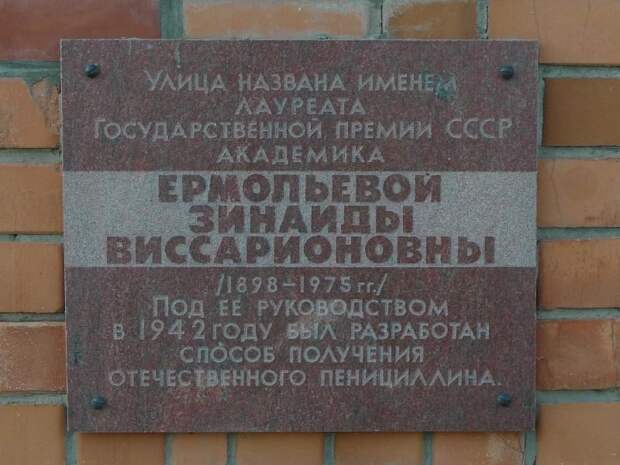 Улица названа именем
лауреата
Государственной премии СССР
академика
ЕРМОЛЬЕВОЙ
ЗИНАИДЫ
ВИССАРИОНОВНЫ
/1898–1975 гг./
Под ее руководством
в 1942 году был разработан
способ получения
отечественного пенициллина.